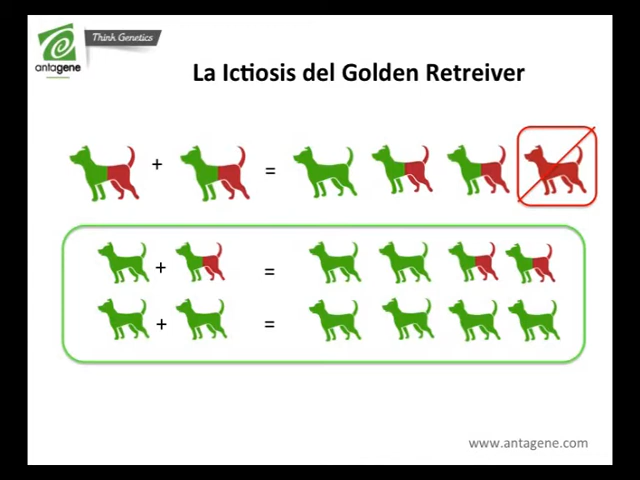 Think Genetics
antagene
La Ictiosis del Golden Retreiver
+ =
+ =
+ =
www.antagene.com